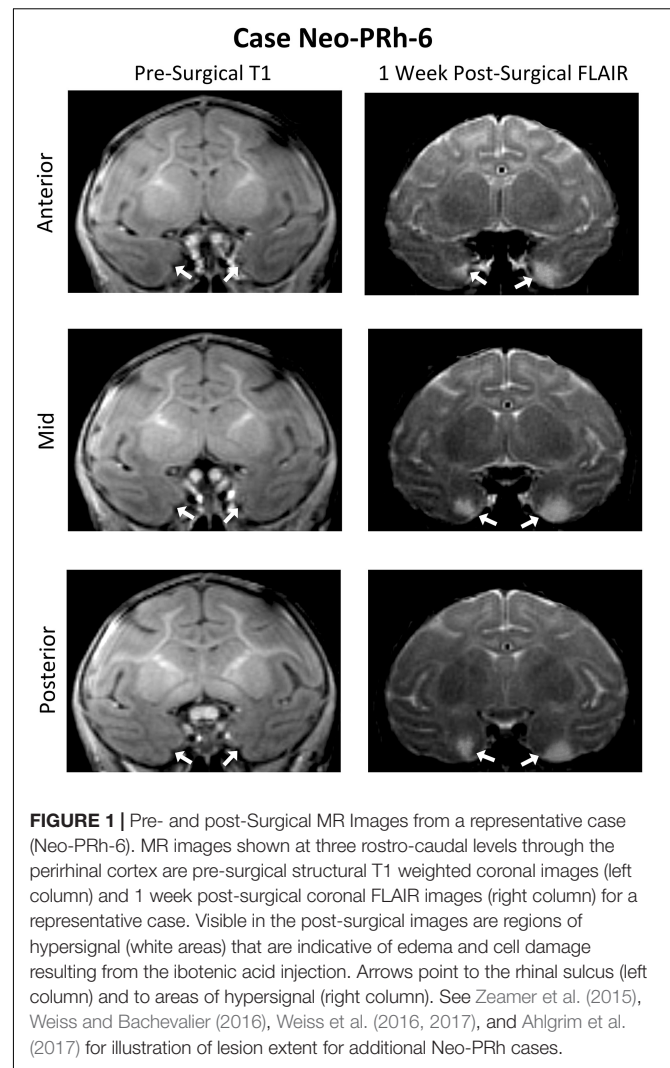 Case Neo-PRh-6
Pre-Surgical T1
1 Week Post-Surgical FLAIR
Anterior
Mid
Posterior
FIGURE 1 | Pre- and post-Surgical MR Images from a representative case
(Neo-PRh-6). MR images shown at three rostro-caudal levels through the
perirhinal cortex are pre-surgical structural T1 weighted coronal images (left
column) and 1 week post-surgical coronal FLAIR images (right column) for a
representative case. Visible in the post-surgical images are regions of
hypersignal (white areas) that are indicative of edema and cell damage
resulting from the ibotenic acid injection. Arrows point to the rhinal sulcus (left
column) and to areas of hypersignal (right column). See Zeamer et al. (2015),
Weiss and Bachevalier (2016), Weiss et al. (2016, 2017), and Ahlgrim et al.
(2017) for illustration of lesion extent for additional Neo-PRh cases.